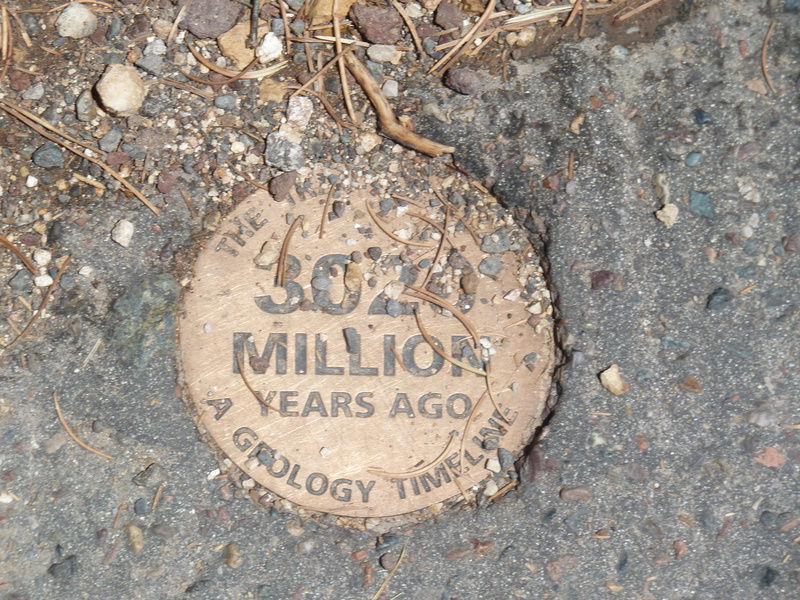 THE
MILLION
YEARS AGO
A GEOLOGY TIMELINE